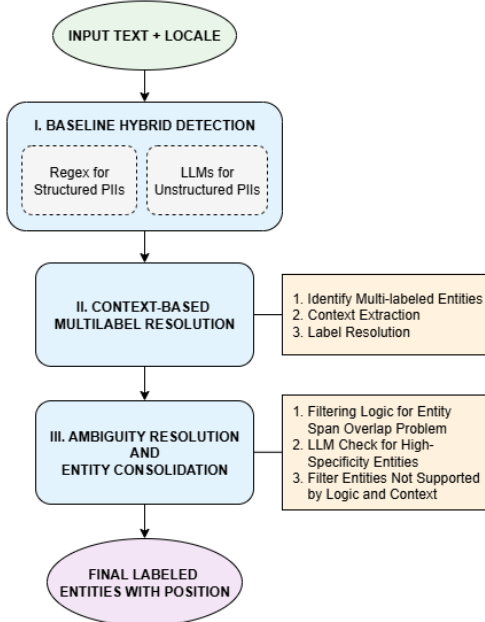 INPUT TEXT + LOCALE
I. BASELINE HYBRID DETECTION
Regex for
Structured PIIs
LLMs for
Unstructured PIIs
II. CONTEXT-BASED
MULTILABEL RESOLUTION
1. Identify Multi-labeled Entities
2. Context Extraction
3. Label Resolution
III. AMBIGUITY RESOLUTION
AND
ENTITY CONSOLIDATION
1. Filtering Logic for Entity
Span Overlap Problem
2. LLM Check for High-
Specificity Entities
3. Filter Entities Not Supported
by Logic and Context
FINAL LABELED
ENTITIES WITH POSITION